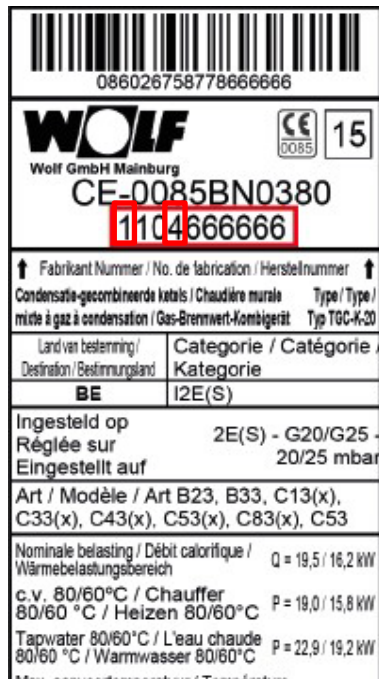 086026758778666666
WOLF
Wolf GmbH Mainburg
CE 0085
15
CE-0085BN0380
1104666666
Fabrikant Nummer / No. de fabrication / Herstellnummer
Condensatie-gecombineerde ketels / Chaudière murale Type / Type /
mixte à gaz à condensation / Gas-Brennwert-Kombigerät Typ TGC-K-20
Land van bestemming / Categorie / Catégorie /
Destination / Bestimmungsland Kategorie
BE I2E(S)
Ingesteld op
Réglée sur 2E(S) - G20/G25 -
Eingestellt auf 20/25 mbar
Art / Modèle / Art B23, B33, C13(x),
C33(x), C43(x), C53(x), C83(x), C53
Nominale belasting / Débit calorifique /
Wärmebelastungsbereich Q = 19,5 / 16,2 kW
c.v. 80/60°C / Chauffer
80/60 °C / Heizen 80/60°C P = 19,0 / 15,8 kW
Tapwater 80/60°C / L'eau chaude
80/60 °C / Warmwasser 80/60°C P = 22,9 / 19,2 kW